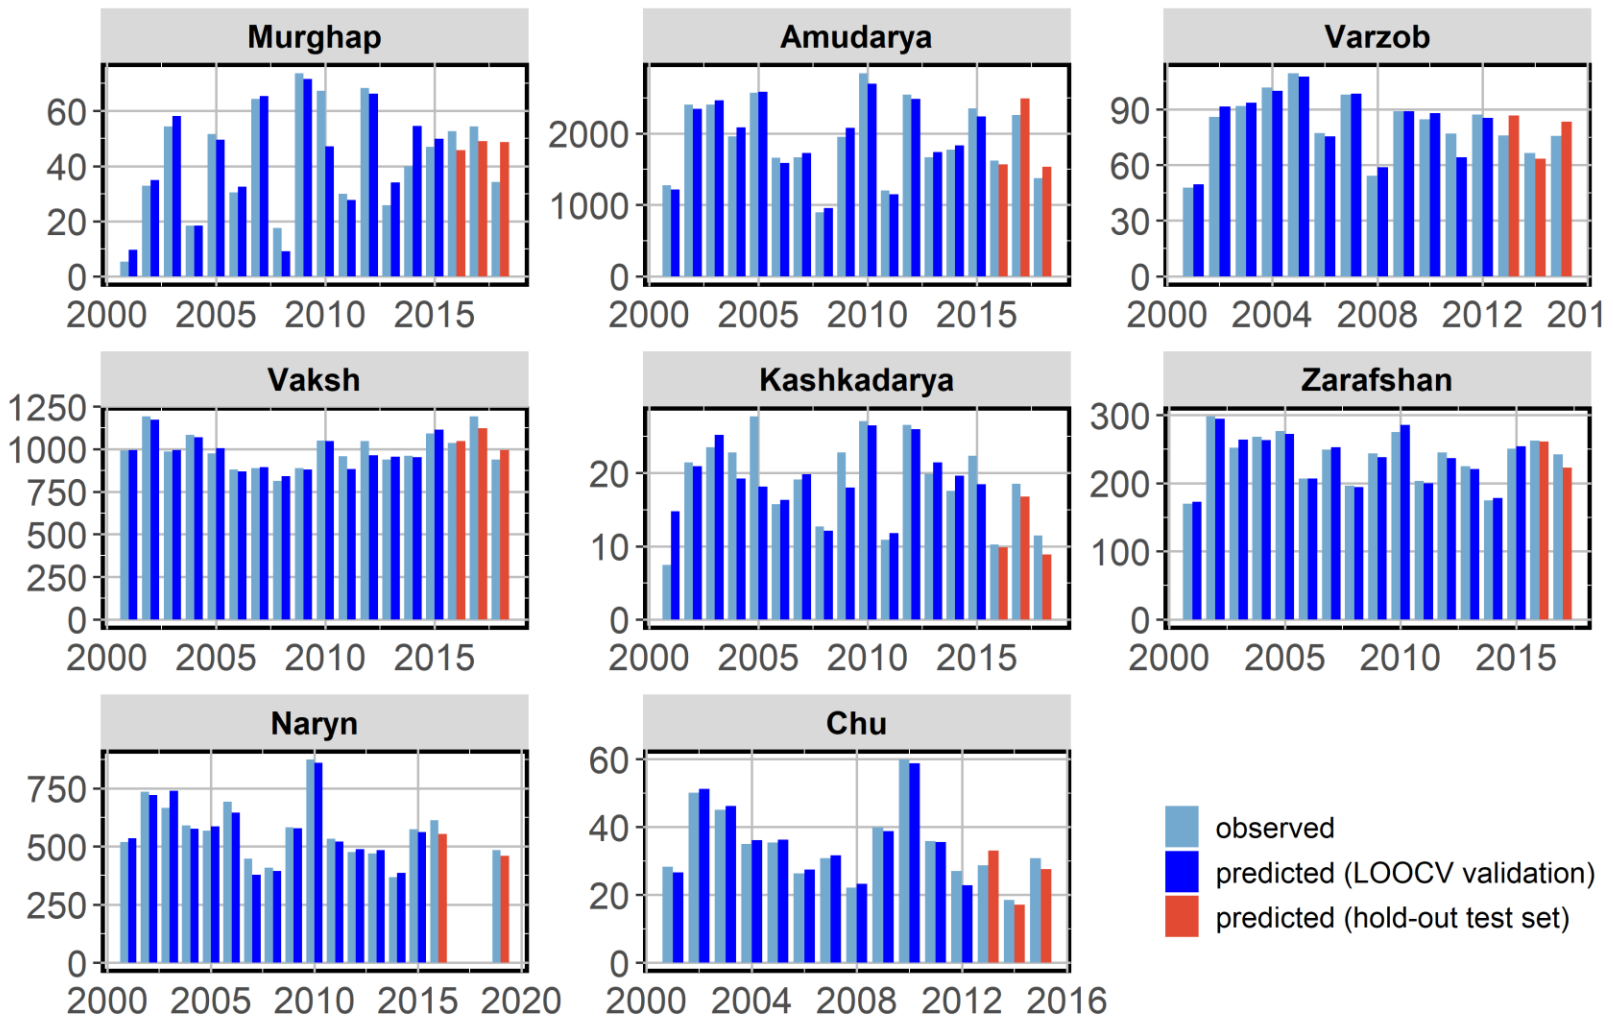 Murghap
Amudarya
Varzob
60
40
20
0
2000 2005 2010 2015
2000
1000
0
2000 2005 2010 2015
90
60
30
0
2000 2004 2008 2012 201
Vaksh
Kashkadarya
Zarafshan
1250
1000
750
500
250
0
2000 2005 2010 2015
20
10
0
2000 2005 2010 2015
300
200
100
0
2000 2005 2010 2015
Naryn
Chu
750
500
250
0
2000 2005 2010 2015 2020
60
40
20
0
2000 2004 2008 2012 2016
observed
predicted (LOOCV validation)
predicted (hold-out test set)